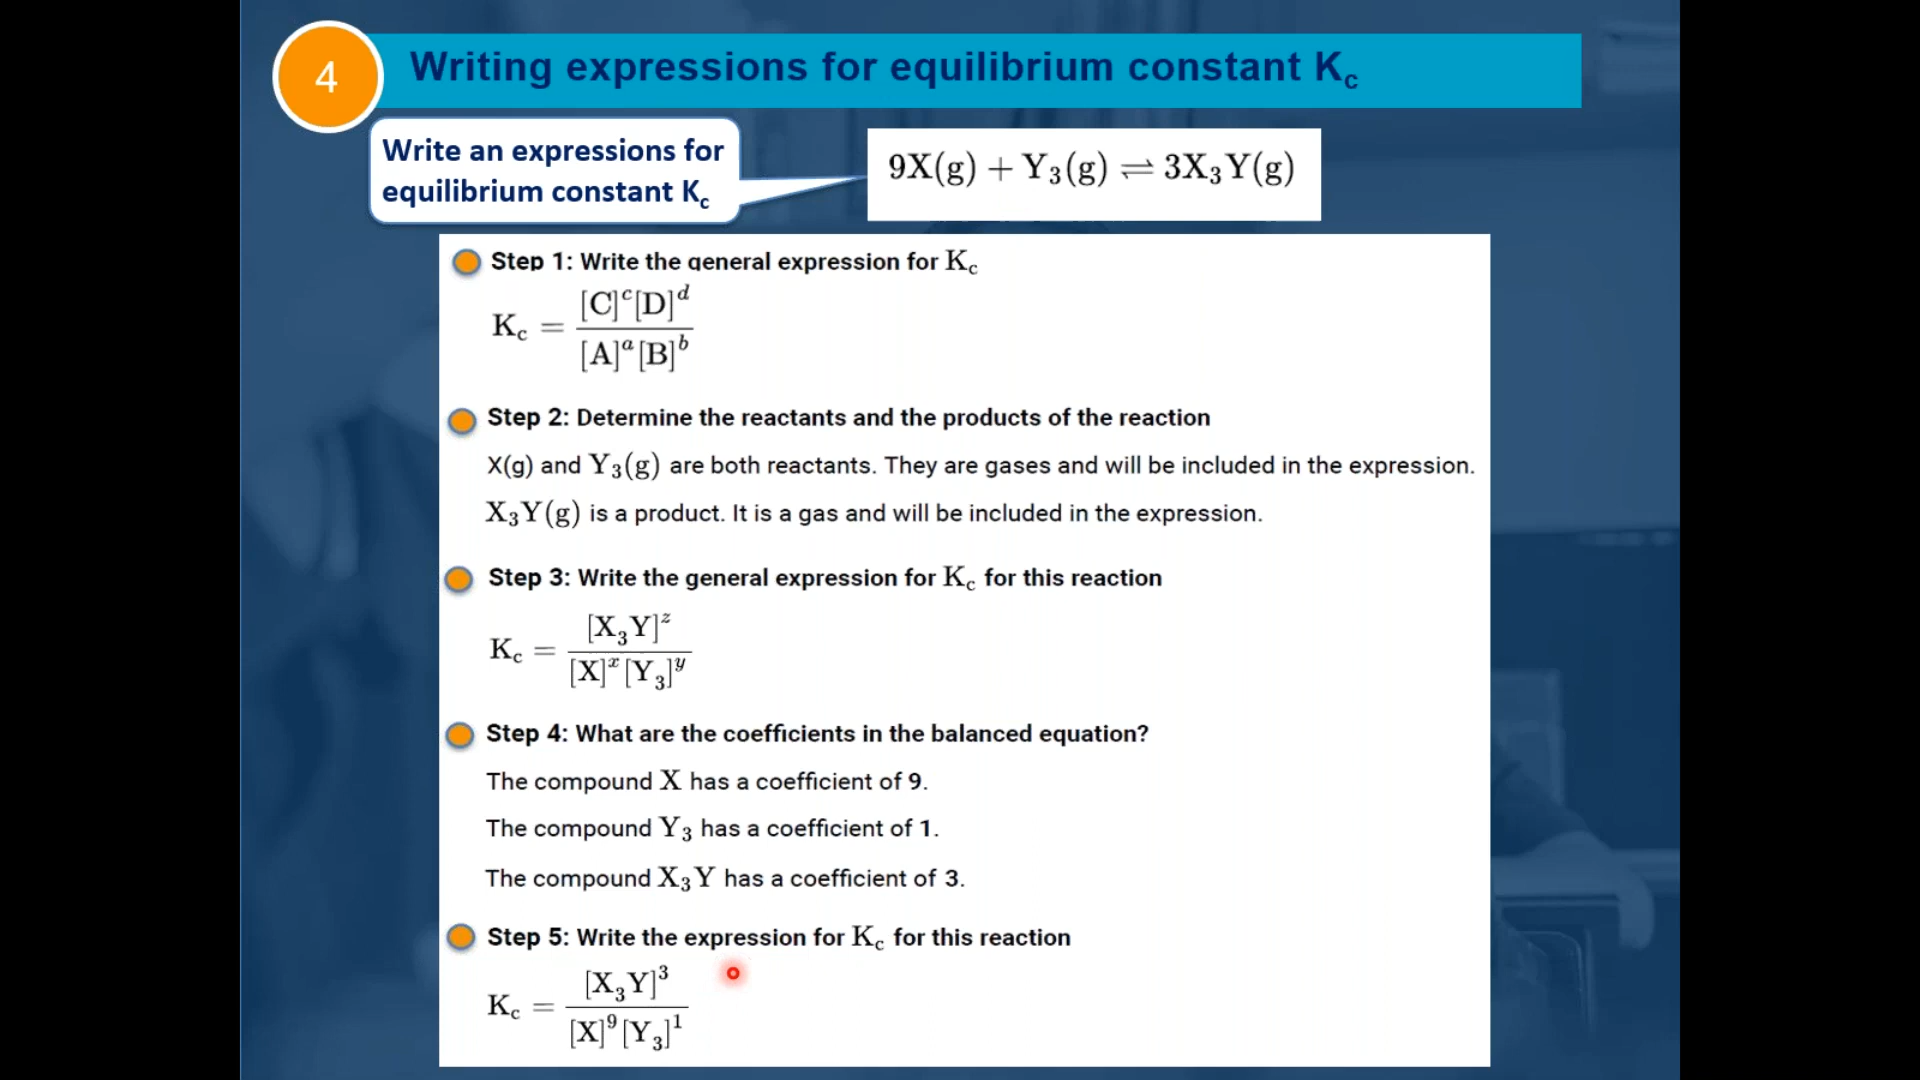 4
Writing expressions for equilibrium constant Kc
Write an expressions for
equilibrium constant Kc
9X(g) + Y₃(g) ⇌ 3X₃Y(g)
Step 1: Write the general expression for Kc
Kc = [C]ᶜ[D]ᵈ / [A]ᵃ[B]ᵇ
Step 2: Determine the reactants and the products of the reaction
X(g) and Y₃(g) are both reactants. They are gases and will be included in the expression.
X₃Y(g) is a product. It is a gas and will be included in the expression.
Step 3: Write the general expression for Kc for this reaction
Kc = [X₃Y]ᶻ / [X]ˣ[Y₃]ʸ
Step 4: What are the coefficients in the balanced equation?
The compound X has a coefficient of 9.
The compound Y₃ has a coefficient of 1.
The compound X₃Y has a coefficient of 3.
Step 5: Write the expression for Kc for this reaction
Kc = [X₃Y]³ / [X]⁹[Y₃]¹